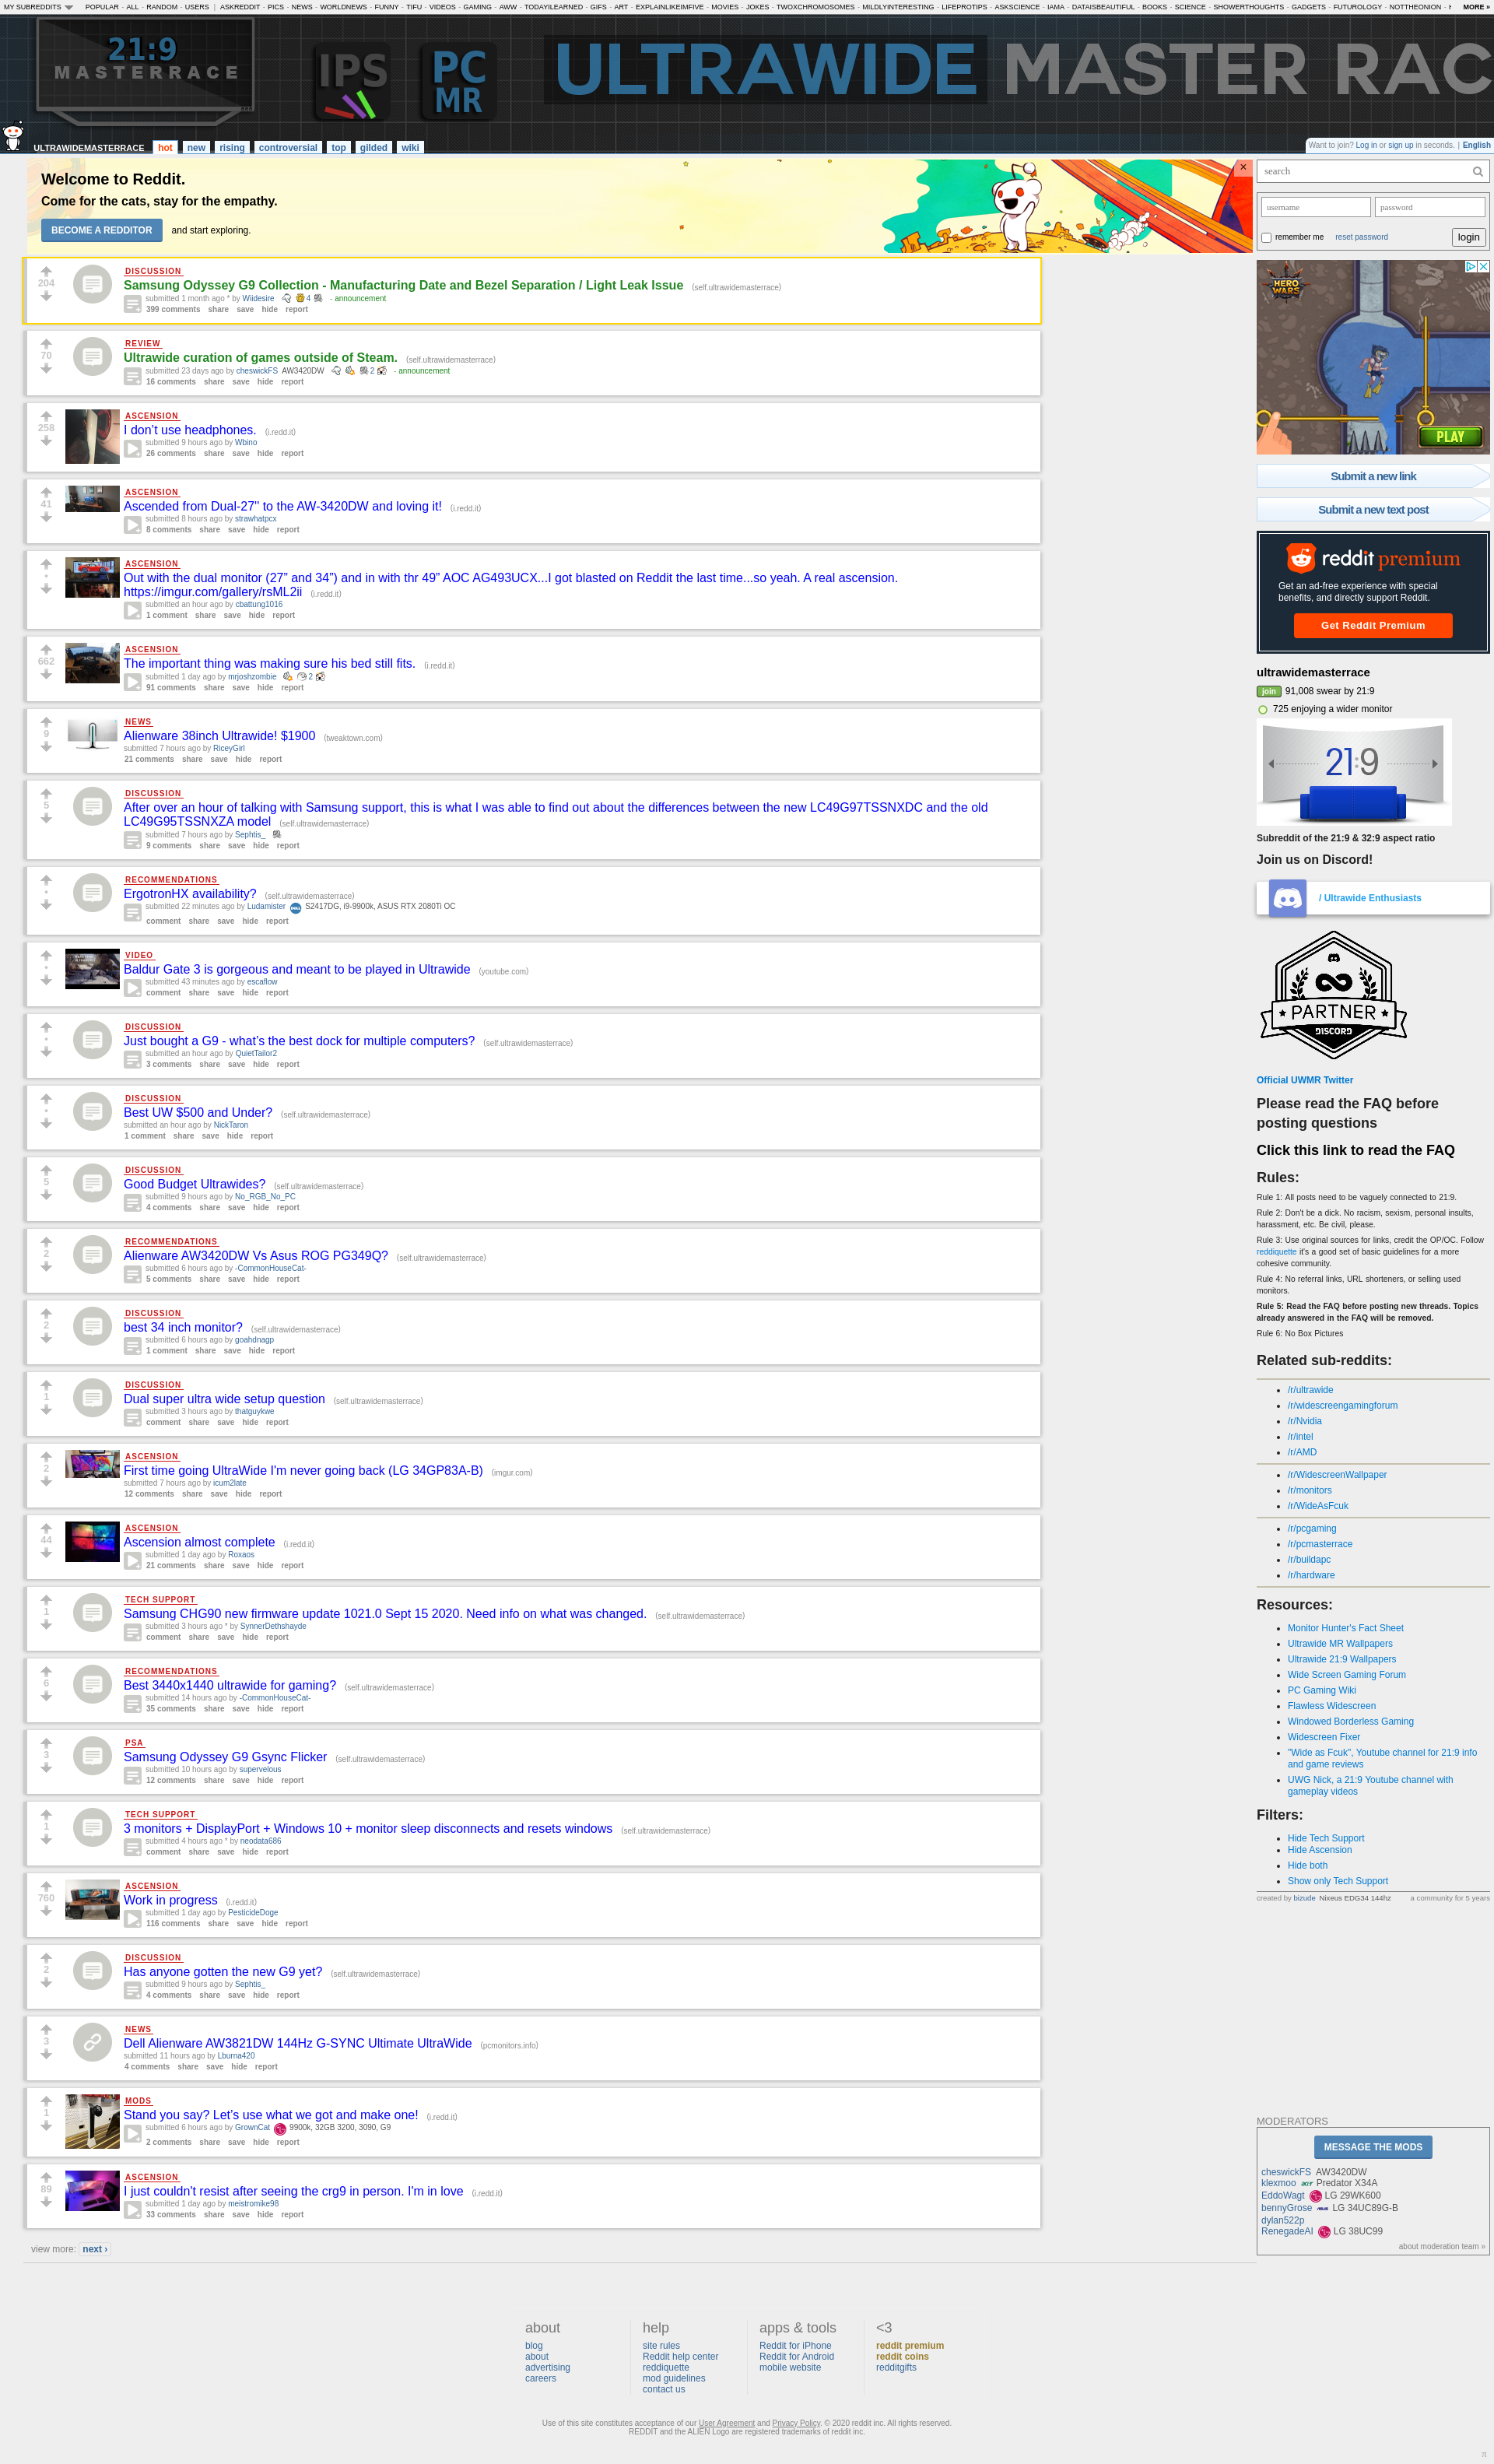 MY SUBREDDITS POPULAR - ALL - RANDOM - USERS | ASKREDDIT - PICS - NEWS - WORLDNEWS - FUNNY - TIFU - VIDEOS - GAMING - AWW - TODAYILEARNED - GIFS - ART - EXPLAINLIKEIMFIVE - MOVIES - JOKES - TWOXCHROMOSOMES - MILDLYINTERESTING - LIFEPROTIPS - ASKSCIENCE - IAMA - DATAISBEAUTIFUL - BOOKS - SCIENCE - SHOWERTHOUGHTS - GADGETS - FUTUROLOGY - NOTTHEONION - MORE »
21:9
MASTERRACE
IPS
PC
MR
ULTRAWIDE MASTER RAC
ULTRAWIDEMASTERRACE hot new rising controversial top gilded wiki
Want to join? Log in or sign up in seconds. | English
Welcome to Reddit.
Come for the cats, stay for the empathy.
BECOME A REDDITOR and start exploring.
×
204
DISCUSSION
Samsung Odyssey G9 Collection - Manufacturing Date and Bezel Separation / Light Leak Issue (self.ultrawidemasterrace)
submitted 1 month ago * by Wiidesire 4 - announcement
399 comments share save hide report
70
REVIEW
Ultrawide curation of games outside of Steam. (self.ultrawidemasterrace)
submitted 23 days ago by cheswickFS AW3420DW 2 - announcement
16 comments share save hide report
258
ASCENSION
I don’t use headphones. (i.redd.it)
submitted 9 hours ago by Wbino
26 comments share save hide report
41
ASCENSION
Ascended from Dual-27'' to the AW-3420DW and loving it! (i.redd.it)
submitted 8 hours ago by strawhatpcx
8 comments share save hide report
•
ASCENSION
Out with the dual monitor (27” and 34”) and in with thr 49” AOC AG493UCX...I got blasted on Reddit the last time...so yeah. A real ascension.
https://imgur.com/gallery/rsML2ii (i.redd.it)
submitted an hour ago by cbattung1016
1 comment share save hide report
662
ASCENSION
The important thing was making sure his bed still fits. (i.redd.it)
submitted 1 day ago by mrjoshzombie 2
91 comments share save hide report
9
NEWS
Alienware 38inch Ultrawide! $1900 (tweaktown.com)
submitted 7 hours ago by RiceyGirl
21 comments share save hide report
5
DISCUSSION
After over an hour of talking with Samsung support, this is what I was able to find out about the differences between the new LC49G97TSSNXDC and the old
LC49G95TSSNXZA model (self.ultrawidemasterrace)
submitted 7 hours ago by Sephtis_
9 comments share save hide report
•
RECOMMENDATIONS
ErgotronHX availability? (self.ultrawidemasterrace)
submitted 22 minutes ago by Ludamister S2417DG, i9-9900k, ASUS RTX 2080Ti OC
comment share save hide report
•
VIDEO
Baldur Gate 3 is gorgeous and meant to be played in Ultrawide (youtube.com)
submitted 43 minutes ago by escaflow
comment share save hide report
•
DISCUSSION
Just bought a G9 - what’s the best dock for multiple computers? (self.ultrawidemasterrace)
submitted an hour ago by QuietTailor2
3 comments share save hide report
•
DISCUSSION
Best UW $500 and Under? (self.ultrawidemasterrace)
submitted an hour ago by NickTaron
1 comment share save hide report
5
DISCUSSION
Good Budget Ultrawides? (self.ultrawidemasterrace)
submitted 9 hours ago by No_RGB_No_PC
4 comments share save hide report
2
RECOMMENDATIONS
Alienware AW3420DW Vs Asus ROG PG349Q? (self.ultrawidemasterrace)
submitted 6 hours ago by -CommonHouseCat-
5 comments share save hide report
2
DISCUSSION
best 34 inch monitor? (self.ultrawidemasterrace)
submitted 6 hours ago by goahdnagp
1 comment share save hide report
1
DISCUSSION
Dual super ultra wide setup question (self.ultrawidemasterrace)
submitted 3 hours ago by thatguykwe
comment share save hide report
2
ASCENSION
First time going UltraWide I'm never going back (LG 34GP83A-B) (imgur.com)
submitted 7 hours ago by icum2late
12 comments share save hide report
44
ASCENSION
Ascension almost complete (i.redd.it)
submitted 1 day ago by Roxaos
21 comments share save hide report
1
TECH SUPPORT
Samsung CHG90 new firmware update 1021.0 Sept 15 2020. Need info on what was changed. (self.ultrawidemasterrace)
submitted 3 hours ago * by SynnerDethshayde
comment share save hide report
6
RECOMMENDATIONS
Best 3440x1440 ultrawide for gaming? (self.ultrawidemasterrace)
submitted 14 hours ago by -CommonHouseCat-
35 comments share save hide report
3
PSA
Samsung Odyssey G9 Gsync Flicker (self.ultrawidemasterrace)
submitted 10 hours ago by supervelous
12 comments share save hide report
1
TECH SUPPORT
3 monitors + DisplayPort + Windows 10 + monitor sleep disconnects and resets windows (self.ultrawidemasterrace)
submitted 4 hours ago * by neodata686
comment share save hide report
760
ASCENSION
Work in progress (i.redd.it)
submitted 1 day ago by PesticideDoge
116 comments share save hide report
2
DISCUSSION
Has anyone gotten the new G9 yet? (self.ultrawidemasterrace)
submitted 9 hours ago by Sephtis_
4 comments share save hide report
3
NEWS
Dell Alienware AW3821DW 144Hz G-SYNC Ultimate UltraWide (pcmonitors.info)
submitted 11 hours ago by Lburna420
4 comments share save hide report
1
MODS
Stand you say? Let’s use what we got and make one! (i.redd.it)
submitted 6 hours ago by GrownCat 9900k, 32GB 3200, 3090, G9
2 comments share save hide report
89
ASCENSION
I just couldn't resist after seeing the crg9 in person. I'm in love (i.redd.it)
submitted 1 day ago by meistromike98
33 comments share save hide report
view more: next ›
search
username password
remember me reset password login
HERO
WARS
PLAY
Submit a new link
Submit a new text post
reddit premium
Get an ad-free experience with special
benefits, and directly support Reddit.
Get Reddit Premium
ultrawidemasterrace
join 91,008 swear by 21:9
725 enjoying a wider monitor
21:9
Subreddit of the 21:9 & 32:9 aspect ratio
Join us on Discord!
/ Ultrawide Enthusiasts
PARTNER
DISCORD
Official UWMR Twitter
Please read the FAQ before
posting questions
Click this link to read the FAQ
Rules:
Rule 1: All posts need to be vaguely connected to 21:9.
Rule 2: Don't be a dick. No racism, sexism, personal insults,
harassment, etc. Be civil, please.
Rule 3: Use original sources for links, credit the OP/OC. Follow
reddiquette it's a good set of basic guidelines for a more
cohesive community.
Rule 4: No referral links, URL shorteners, or selling used
monitors.
Rule 5: Read the FAQ before posting new threads. Topics
already answered in the FAQ will be removed.
Rule 6: No Box Pictures
Related sub-reddits:
/r/ultrawide
/r/widescreengamingforum
/r/Nvidia
/r/intel
/r/AMD
/r/WidescreenWallpaper
/r/monitors
/r/WideAsFcuk
/r/pcgaming
/r/pcmasterrace
/r/buildapc
/r/hardware
Resources:
Monitor Hunter's Fact Sheet
Ultrawide MR Wallpapers
Ultrawide 21:9 Wallpapers
Wide Screen Gaming Forum
PC Gaming Wiki
Flawless Widescreen
Windowed Borderless Gaming
Widescreen Fixer
"Wide as Fcuk", Youtube channel for 21:9 info
and game reviews
UWG Nick, a 21:9 Youtube channel with
gameplay videos
Filters:
Hide Tech Support
Hide Ascension
Hide both
Show only Tech Support
created by bizude Nixeus EDG34 144hz a community for 5 years
MODERATORS
MESSAGE THE MODS
cheswickFS AW3420DW
klexmoo acer Predator X34A
EddoWagt LG 29WK600
bennyGrose LG 34UC89G-B
dylan522p
RenegadeAI LG 38UC99
about moderation team »
about
blog
about
advertising
careers
help
site rules
Reddit help center
reddiquette
mod guidelines
contact us
apps & tools
Reddit for iPhone
Reddit for Android
mobile website
<3
reddit premium
reddit coins
redditgifts
Use of this site constitutes acceptance of our User Agreement and Privacy Policy. © 2020 reddit inc. All rights reserved.
REDDIT and the ALIEN Logo are registered trademarks of reddit inc.
π